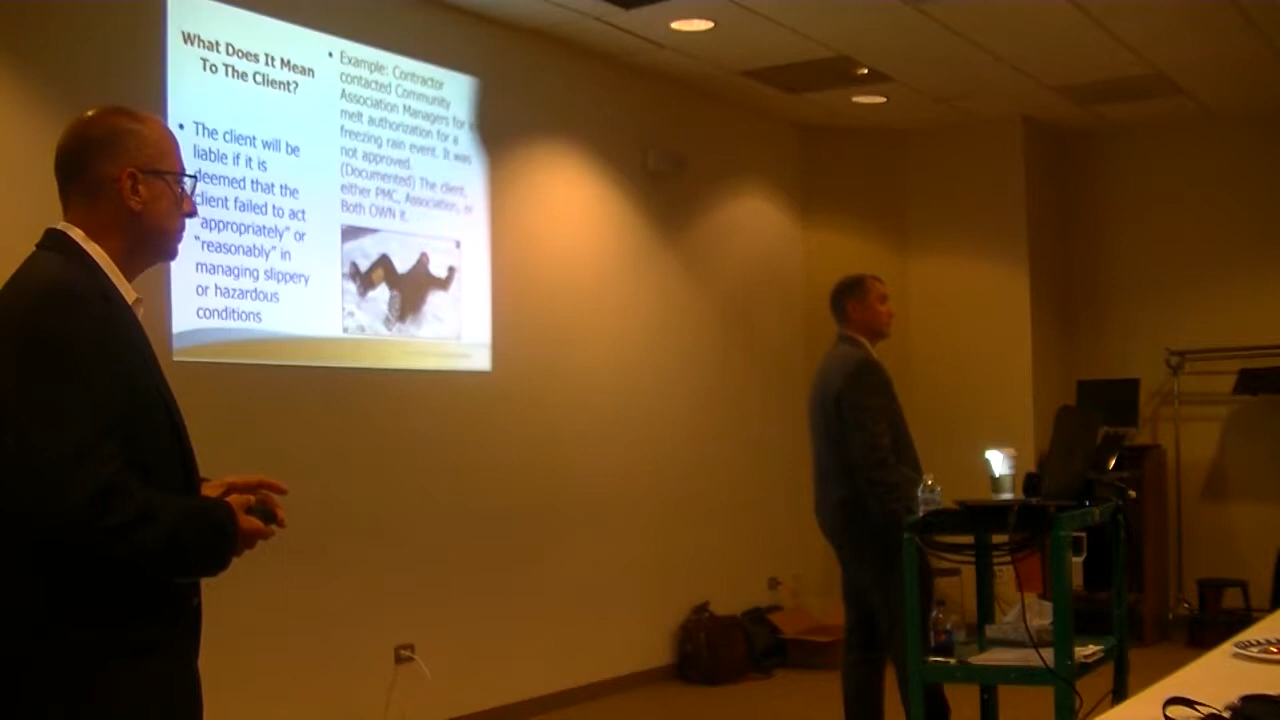 What Does It Mean
To The Client?
• The client will be
liable if it is
deemed that the
client failed to act
"appropriately" or
"reasonably" in
managing slippery
or hazardous
conditions
• Example: Contractor
contacted Community
Association Managers for
melt authorization for a
freezing rain event. It was
not approved.
(Documented) The client,
either PMC, Association, or
Both OWN it.